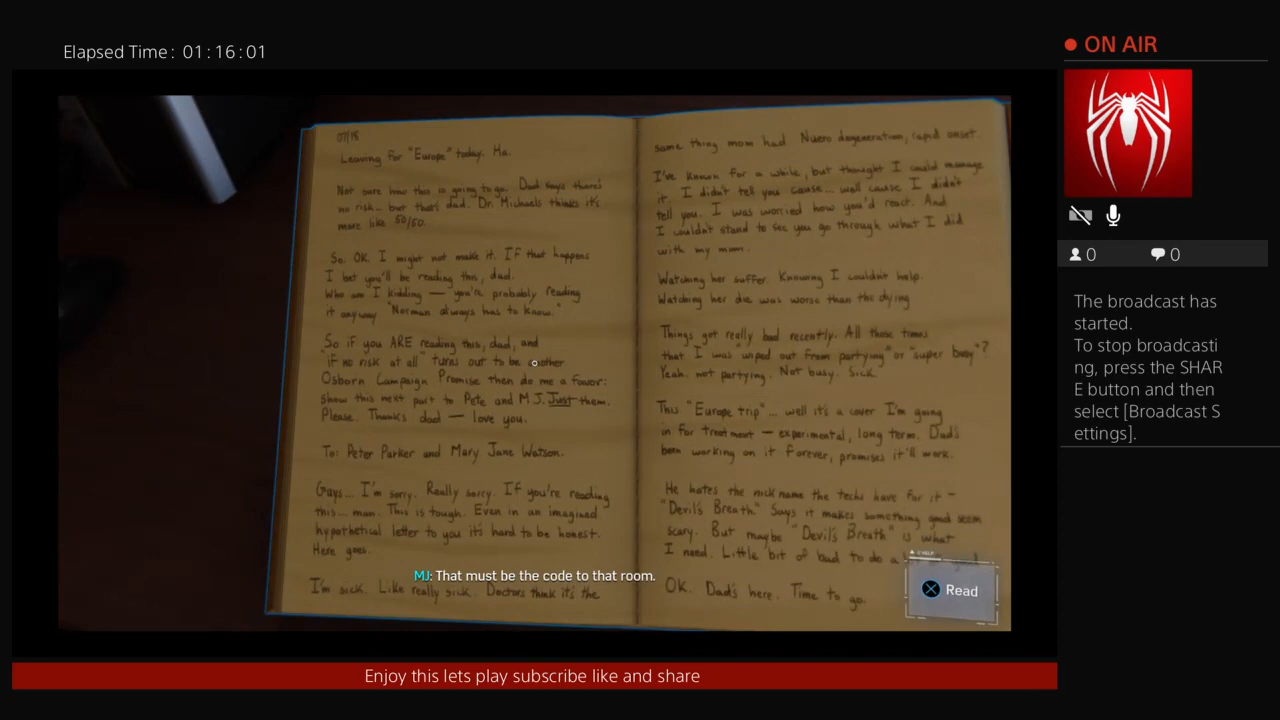 Elapsed Time: 01:16:01
ON AIR
07/18
Leaving for "Europe" today. Ha.
Not sure how this is going to go. Dad says there's
no risk... but that's dad. Dr. Michaels thinks it's
more like 50/50.
So. OK. I might not make it. If that happens
I bet you'll be reading this, dad.
Who am I kidding — you're probably reading
it anyway "Norman always has to know."
So if you ARE reading this, dad, and
"if no risk at all" turns out to be another
Osborn Campaign Promise then do me a favor:
show this next part to Pete and MJ. Just them.
Please. Thanks dad — love you.
To: Peter Parker and Mary Jane Watson.
Guys... I'm sorry. Really sorry. If you're reading
this... man. This is tough. Even in an imagined
hypothetical letter to you it's hard to be honest.
Here goes.
I'm sick. Like really sick. Doctors think it's the
same thing mom had Nuero degeneration, rapid onset.
I've known for a while, but thought I could manage
it. I didn't tell you cause... well cause I didn't
tell you. I was worried how you'd react. And
I couldn't stand to see you go through what I did
with my mom.
Watching her suffer. Knowing I couldn't help.
Watching her die was worse than the dying
Things got really bad recently. All those times
that I was "wiped out from partying" or "super busy"?
Yeah. not partying. Not busy. Sick.
This "Europe trip"... well it's a cover I'm going
in for treatment — experimental, long term. Dad's
been working on it forever, promises it'll work.
He hates the nickname the techs have for it —
"Devil's Breath" Says it makes something good seem
scary. But maybe "Devil's Breath" is what
I need. Little bit of bad to do a
OK. Dad's here. Time to go.
MJ: That must be the code to that room.
Read
0 0
The broadcast has
started.
To stop broadcasti
ng, press the SHAR
E button and then
select [Broadcast S
ettings].
Enjoy this lets play subscribe like and share